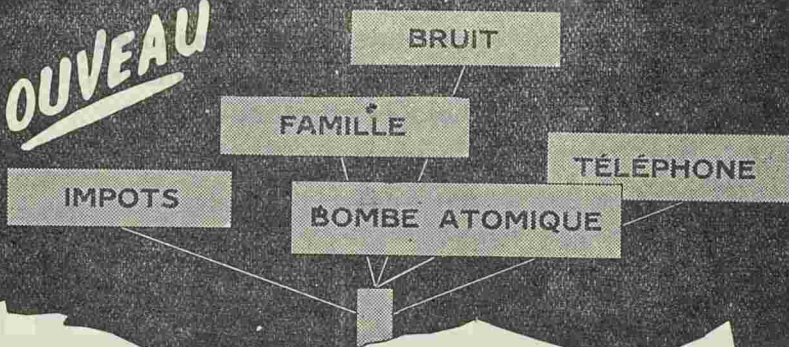 OUVEAU
BRUIT
FAMILLE
TÉLÉPHONE
IMPOTS
BOMBE ATOMIQUE